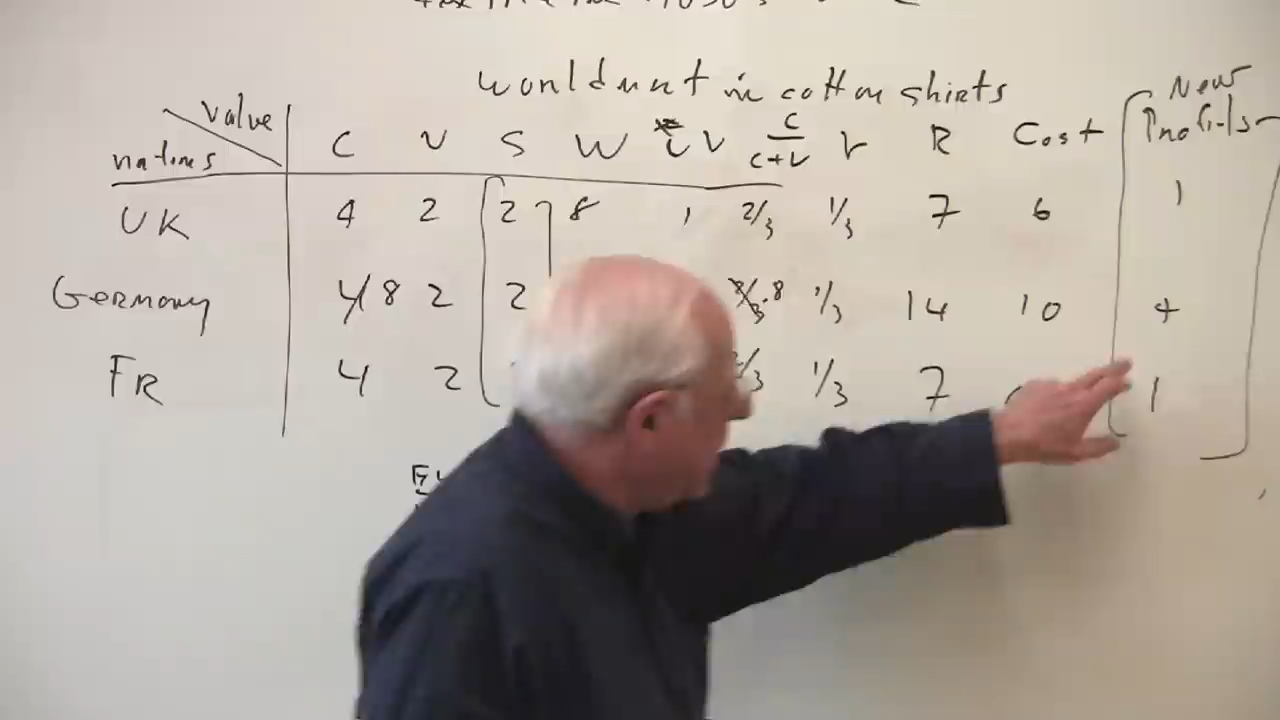 world mkt in cotton shirts
value nations C V S W V C/C+V r R Cost New Profits
UK 4 2 2 8 1 2/3 1/3 7 6 1
Germany 4 8 2 2 .8 1/3 14 10 4
FR 4 2 1/3 7 1